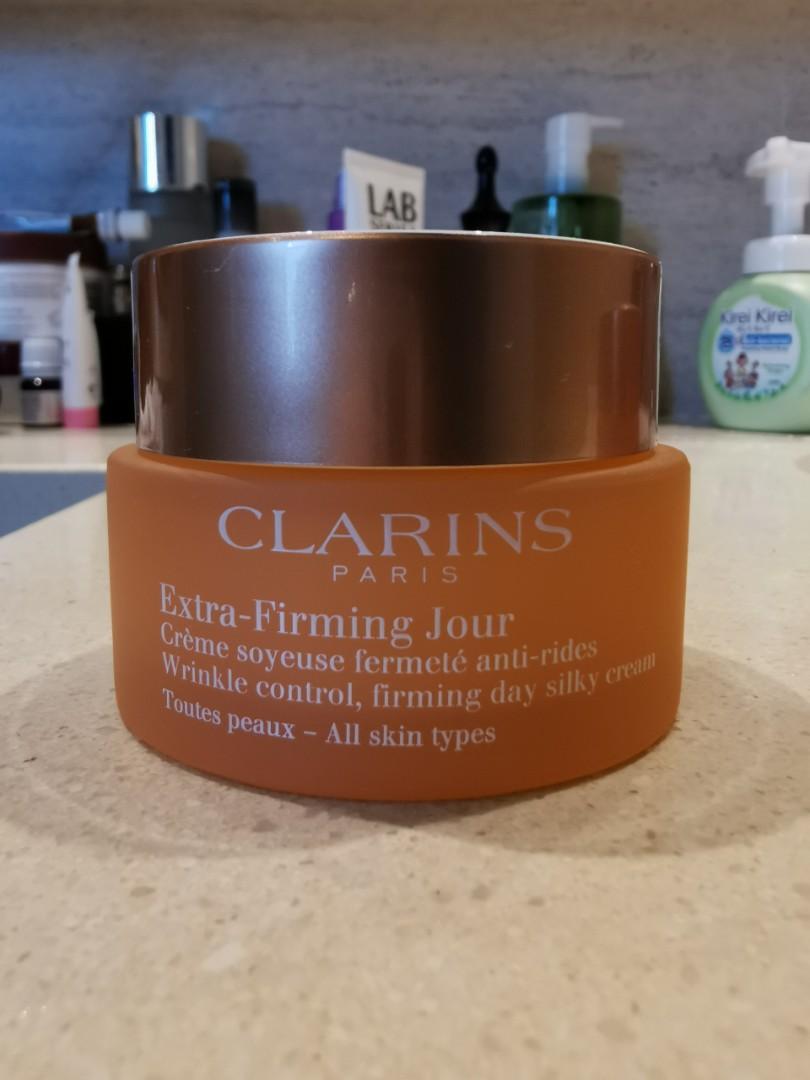 LAB
Kirei Kirei
CLARINS
PARIS
Extra-Firming Jour
Crème soyeuse fermeté anti-rides
Wrinkle control, firming day silky cream
Toutes peaux – All skin types